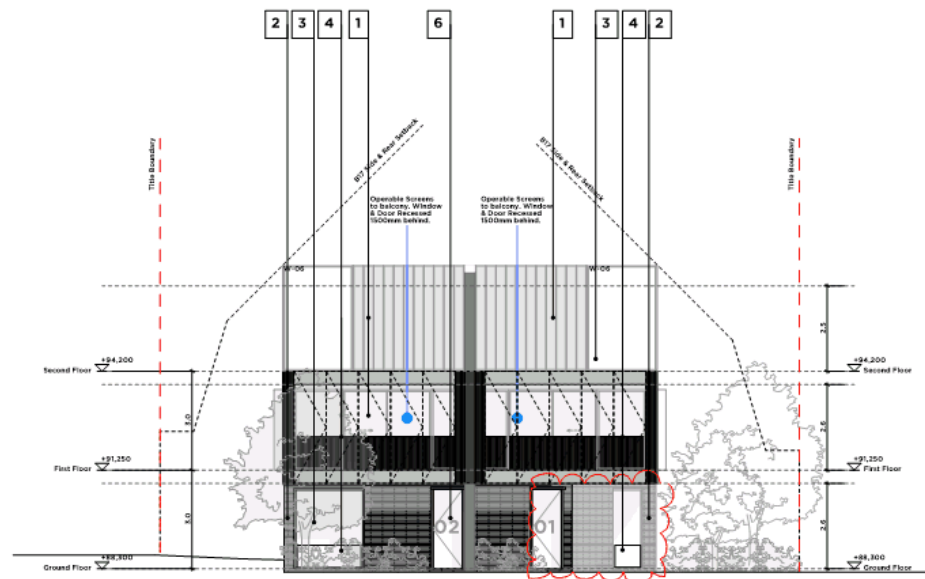 2 3 4 1 6 1 3 4 2
B17 Side & Rear Setback
B17 Side & Rear Setback
Title Boundary
Title Boundary
Operable Screens
to balcony. Window
& Door Recessed
1500mm behind.
Operable Screens
to balcony. Window
& Door Recessed
1500mm behind.
W-06
W-06
2.5
+94,200
Second Floor
+94,200
Second Floor
3.0
2.6
+91,250
First Floor
+91,250
First Floor
3.0
2.6
02
01
+88,300
Ground Floor
+88,300
Ground Floor